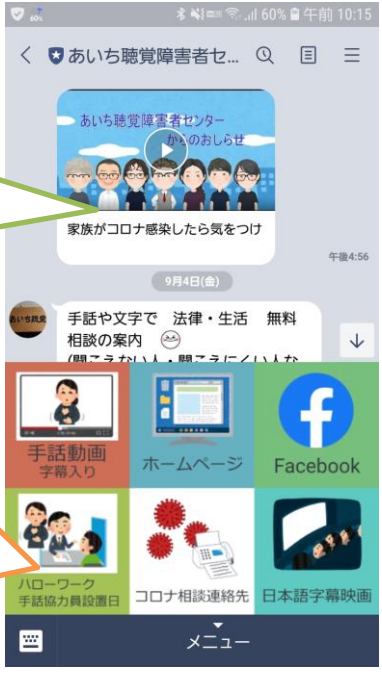 60% 午前 10:15
あいち聴覚障害者セ...
あいち聴覚障害者センター
からのおしらせ
家族がコロナ感染したら気をつけ
午後4:56
9月4日(金)
手話や文字で 法律・生活 無料
相談の案内
(聞こえない人・聞こえにくい人な
手話動画
字幕入り
ホームページ
Facebook
ハローワーク
手話協力員設置日
コロナ相談連絡先
日本語字幕映画
メニュー